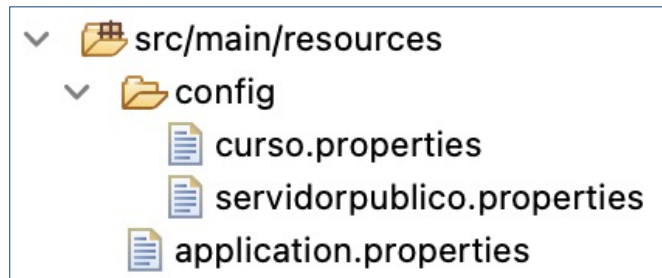 src/main/resources
config
curso.properties
servidorpublico.properties
application.properties